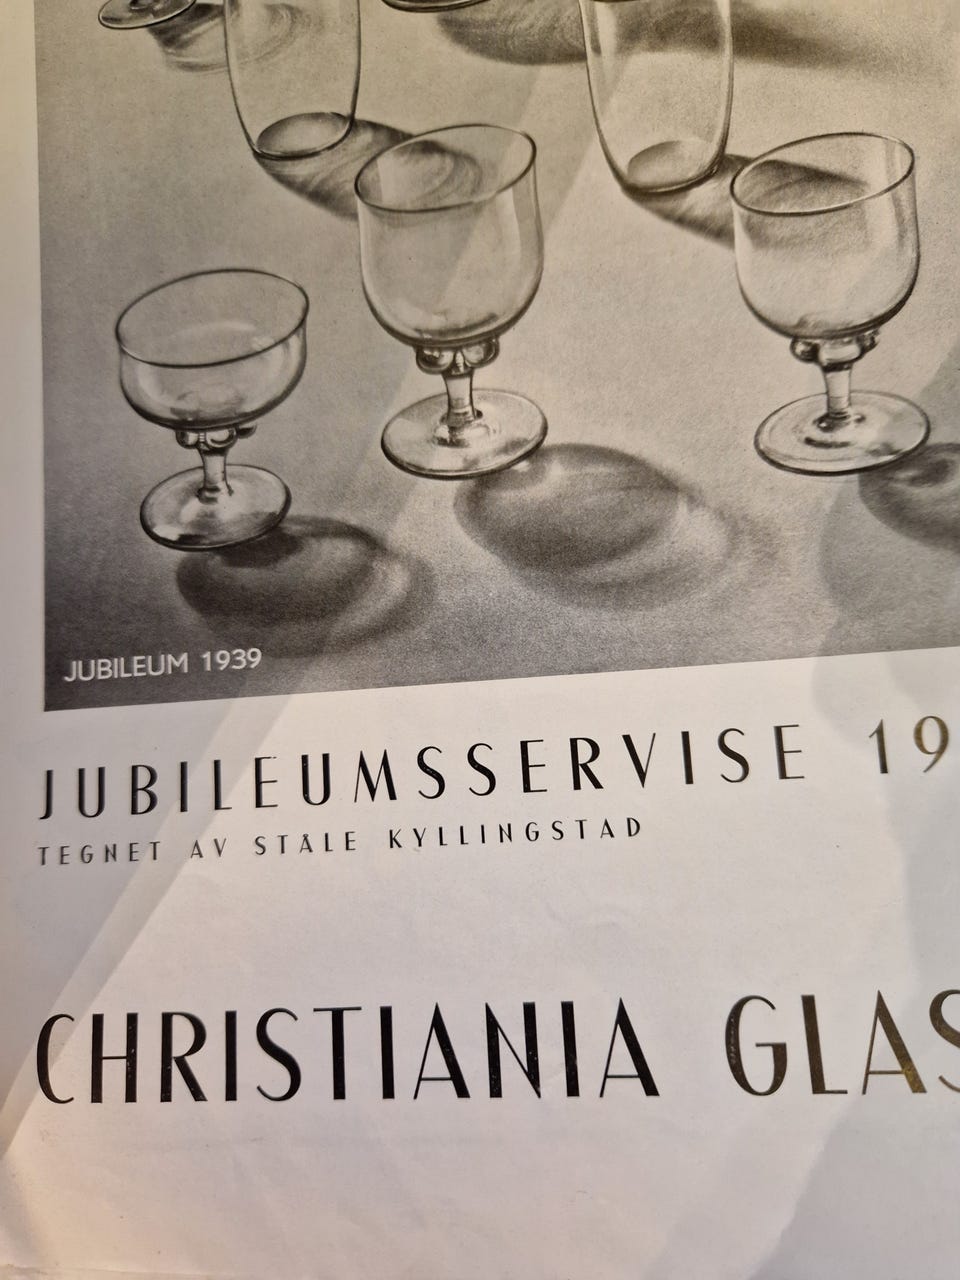 JUBILEUM 1939
JUBILEUMSSERVISE 19
TEGNET AV STÅLE KYLLINGSTAD
CHRISTIANIA GLAS